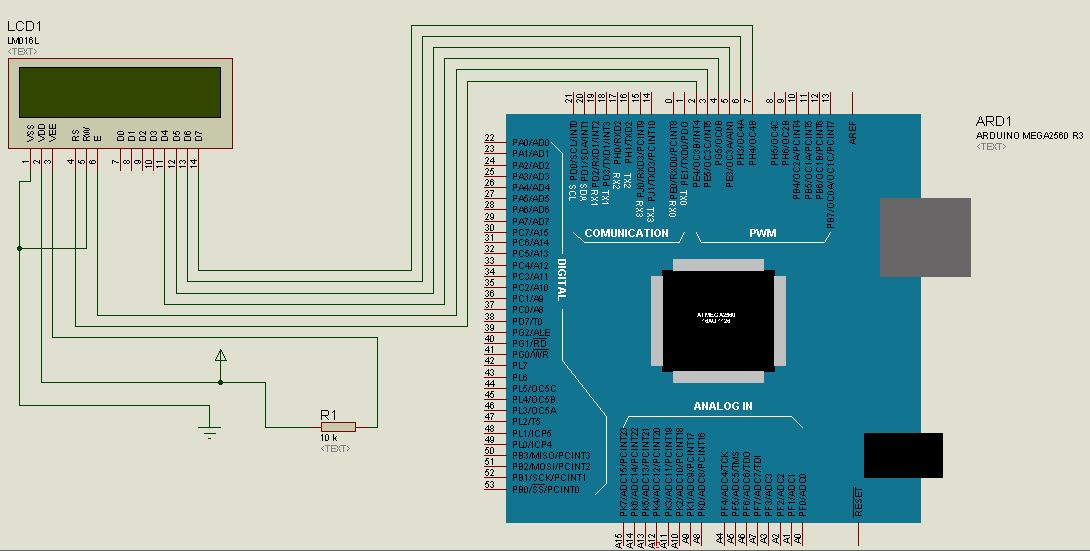 LCD1
LM016L
<TEXT>
VSS
VDD
VEE
RS
RW
E
D0
D1
D2
D3
D4
D5
D6
D7
1
2
3
4
5
6
7
8
9
10
11
12
13
14
R1
10 k
<TEXT>
ARD1
ARDUINO MEGA2560 R3
<TEXT>
21
20
19
18
17
16
15
14
0
1
2
3
4
5
6
7
8
9
10
11
12
13
AREF
PD0/SCL/INT0
PD1/SDA/INT1
PD2/RXD1/INT2
PD3/TXD1/INT3
PH0/RXD2
PH1/TXD2
PJ0/RXD3/PCINT9
PJ1/TXD3/PCINT10
PE0/RXD0/PCINT8
PE1/TXD0/PDO
PE4/OC3B/INT4
PE5/OC3C/INT5
PG5/OC0B
PE3/OC3A/AIN1
PH3/OC4A
PH4/OC4B
PH5/OC4C
PH6/OC2B
PB4/OC2A/PCINT4
PB5/OC1A/PCINT5
PB6/OC1B/PCINT6
PB7/OC0A/OC1C/PCINT7
SCL
SDA
RX1
TX1
RX2
TX2
RX3
TX3
RX0
TX0
COMUNICATION
PWM
22 PA0/AD0
23 PA1/AD1
24 PA2/AD2
25 PA3/AD3
26 PA4/AD4
27 PA5/AD5
28 PA6/AD6
29 PA7/AD7
30 PC7/A15
31 PC6/A14
32 PC5/A13
33 PC4/A12
34 PC3/A11
35 PC2/A10
36 PC1/A9
37 PC0/A8
38 PD7/T0
39 PG2/ALE
40 PG1/RD
41 PG0/WR
42 PL7
43 PL6
44 PL5/OC5C
45 PL4/OC5B
46 PL3/OC5A
47 PL2/T5
48 PL1/ICP5
49 PL0/ICP4
50 PB3/MISO/PCINT3
51 PB2/MOSI/PCINT2
52 PB1/SCK/PCINT1
53 PB0/SS/PCINT0
DIGITAL
ATMEGA2560
ANALOG IN
PK7/ADC15/PCINT23
PK6/ADC14/PCINT22
PK5/ADC13/PCINT21
PK4/ADC12/PCINT20
PK3/ADC11/PCINT19
PK2/ADC10/PCINT18
PK1/ADC9/PCINT17
PK0/ADC8/PCINT16
PF4/ADC4/TCK
PF5/ADC5/TMS
PF6/ADC6/TDO
PF7/ADC7/TDI
PF3/ADC3
PF2/ADC2
PF1/ADC1
PF0/ADC0
RESET
A15
A14
A13
A12
A11
A10
A9
A8
A4
A5
A6
A7
A3
A2
A1
A0